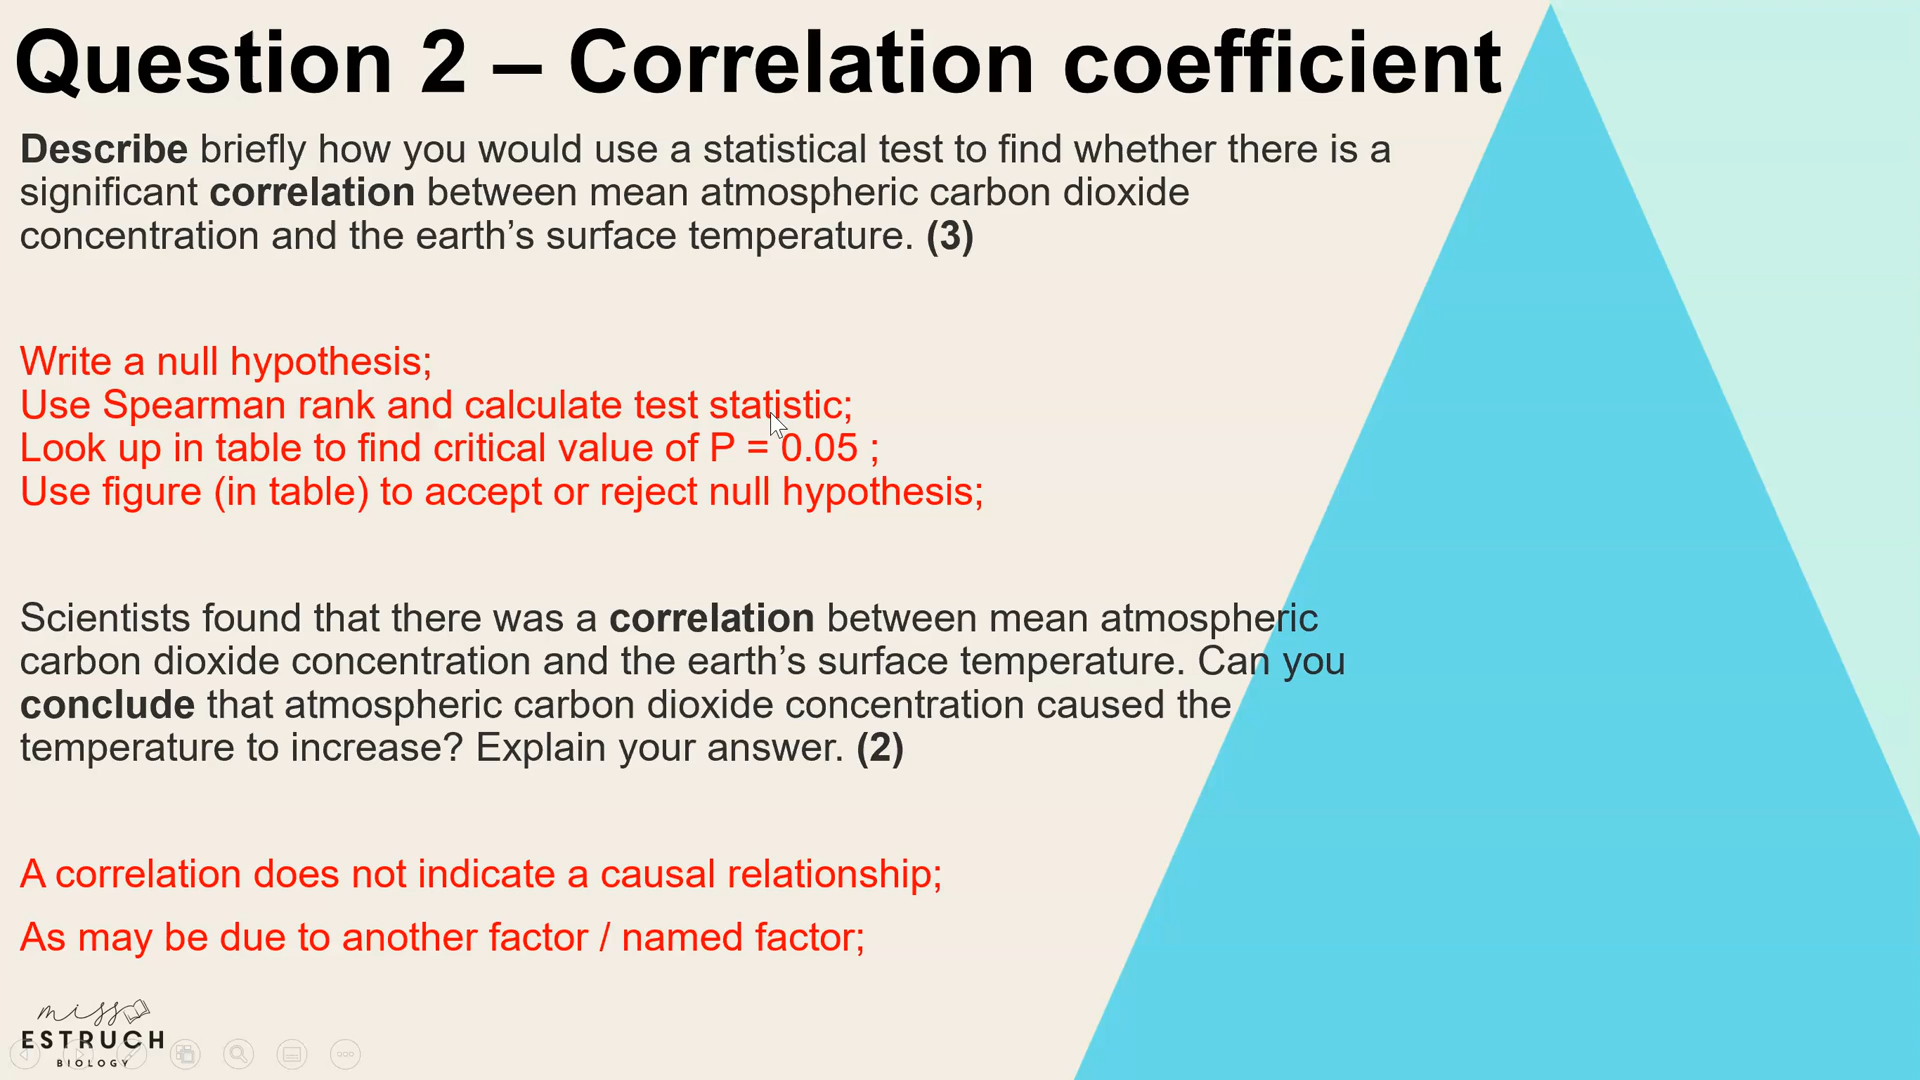 Question 2 – Correlation coefficient
Describe briefly how you would use a statistical test to find whether there is a
significant correlation between mean atmospheric carbon dioxide
concentration and the earth’s surface temperature. (3)
Write a null hypothesis;
Use Spearman rank and calculate test statistic;
Look up in table to find critical value of P = 0.05 ;
Use figure (in table) to accept or reject null hypothesis;
Scientists found that there was a correlation between mean atmospheric
carbon dioxide concentration and the earth’s surface temperature. Can you
conclude that atmospheric carbon dioxide concentration caused the
temperature to increase? Explain your answer. (2)
A correlation does not indicate a causal relationship;
As may be due to another factor / named factor;
miss
ESTRUCH
BIOLOGY